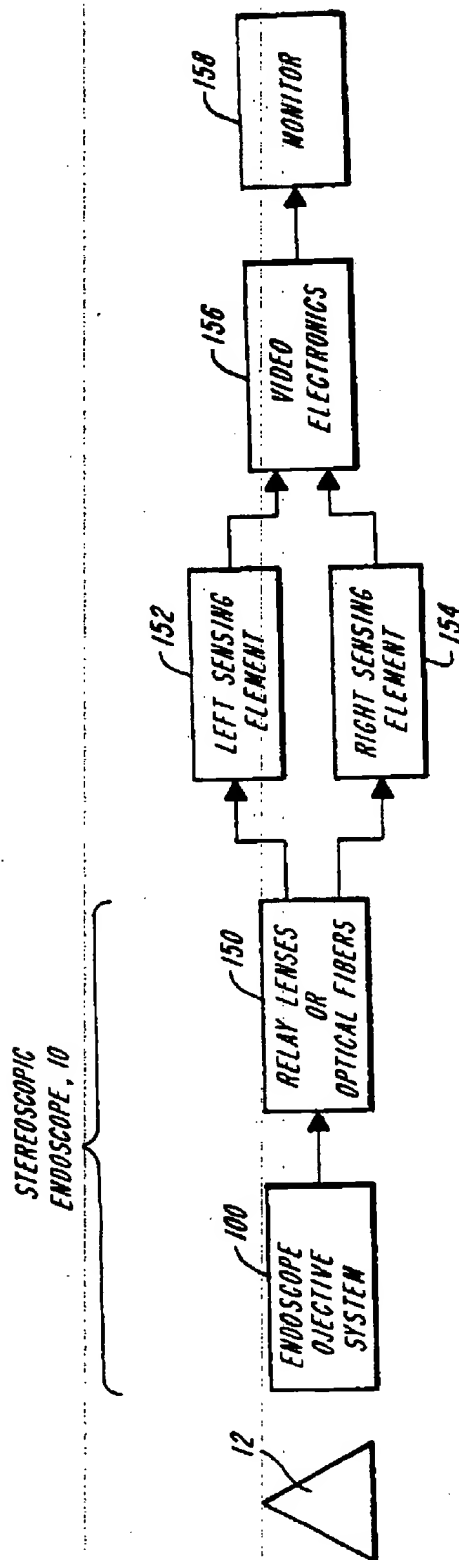 STEREOSCOPIC
ENDOSCOPE, 10
12
100
ENDOSCOPE
OJECTIVE
SYSTEM
150
RELAY LENSES
OR
OPTICAL FIBERS
152
LEFT SENSING
ELEMENT
RIGHT SENSING
ELEMENT
154
156
VIDEO
ELECTRONICS
158
MONITOR